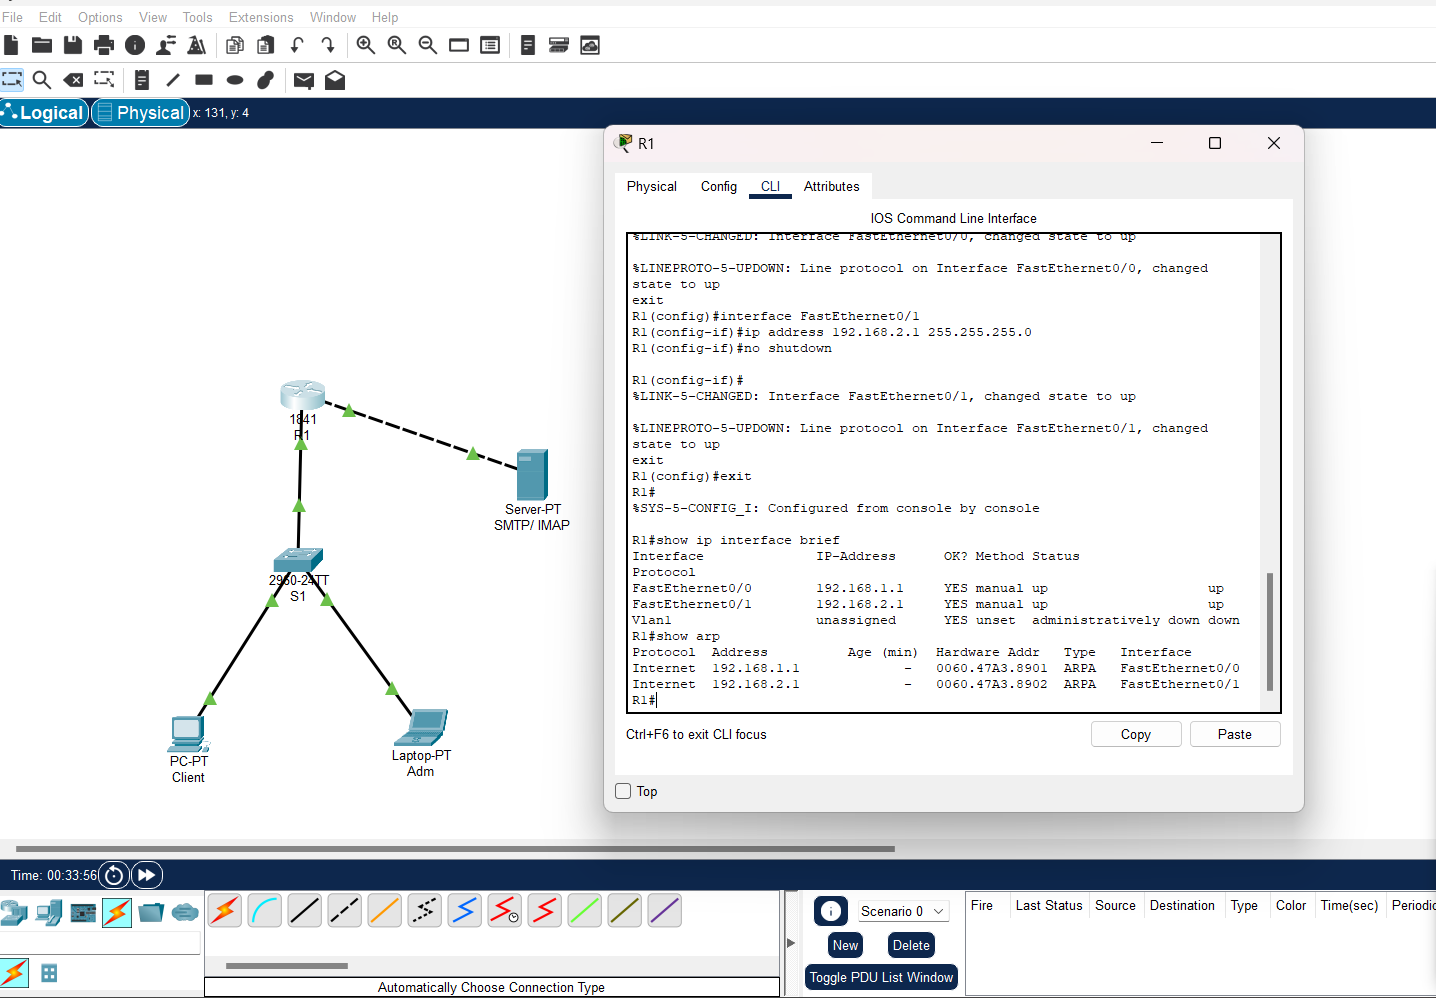 File Edit Options View Tools Extensions Window Help
Logical Physical x: 131, y: 4
1841
R1
Server-PT
SMTP/ IMAP
2960-24TT
S1
PC-PT
Client
Laptop-PT
Adm
R1
Physical Config CLI Attributes
IOS Command Line Interface
%LINK-5-CHANGED: Interface FastEthernet0/0, changed state to up
%LINEPROTO-5-UPDOWN: Line protocol on Interface FastEthernet0/0, changed
state to up
exit
R1(config)#interface FastEthernet0/1
R1(config-if)#ip address 192.168.2.1 255.255.255.0
R1(config-if)#no shutdown
R1(config-if)#
%LINK-5-CHANGED: Interface FastEthernet0/1, changed state to up
%LINEPROTO-5-UPDOWN: Line protocol on Interface FastEthernet0/1, changed
state to up
exit
R1(config)#exit
R1#
%SYS-5-CONFIG_I: Configured from console by console
R1#show ip interface brief
Interface IP-Address OK? Method Status
Protocol
FastEthernet0/0 192.168.1.1 YES manual up up
FastEthernet0/1 192.168.2.1 YES manual up up
Vlan1 unassigned YES unset administratively down down
R1#show arp
Protocol Address Age (min) Hardware Addr Type Interface
Internet 192.168.1.1 - 0060.47A3.8901 ARPA FastEthernet0/0
Internet 192.168.2.1 - 0060.47A3.8902 ARPA FastEthernet0/1
R1#
Ctrl+F6 to exit CLI focus
Copy Paste
Top
Time: 00:33:56
Automatically Choose Connection Type
Scenario 0
New Delete
Toggle PDU List Window
Fire Last Status Source Destination Type Color Time(sec) Periodic